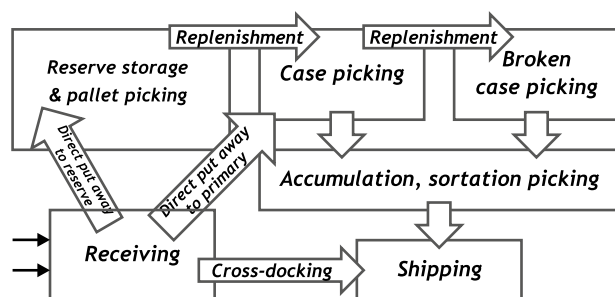 Replenishment
Replenishment
Reserve storage
& pallet picking
Case picking
Broken
case picking
Direct put away
to reserve
Direct put away
to primary
Accumulation, sortation picking
Receiving
Cross-docking
Shipping